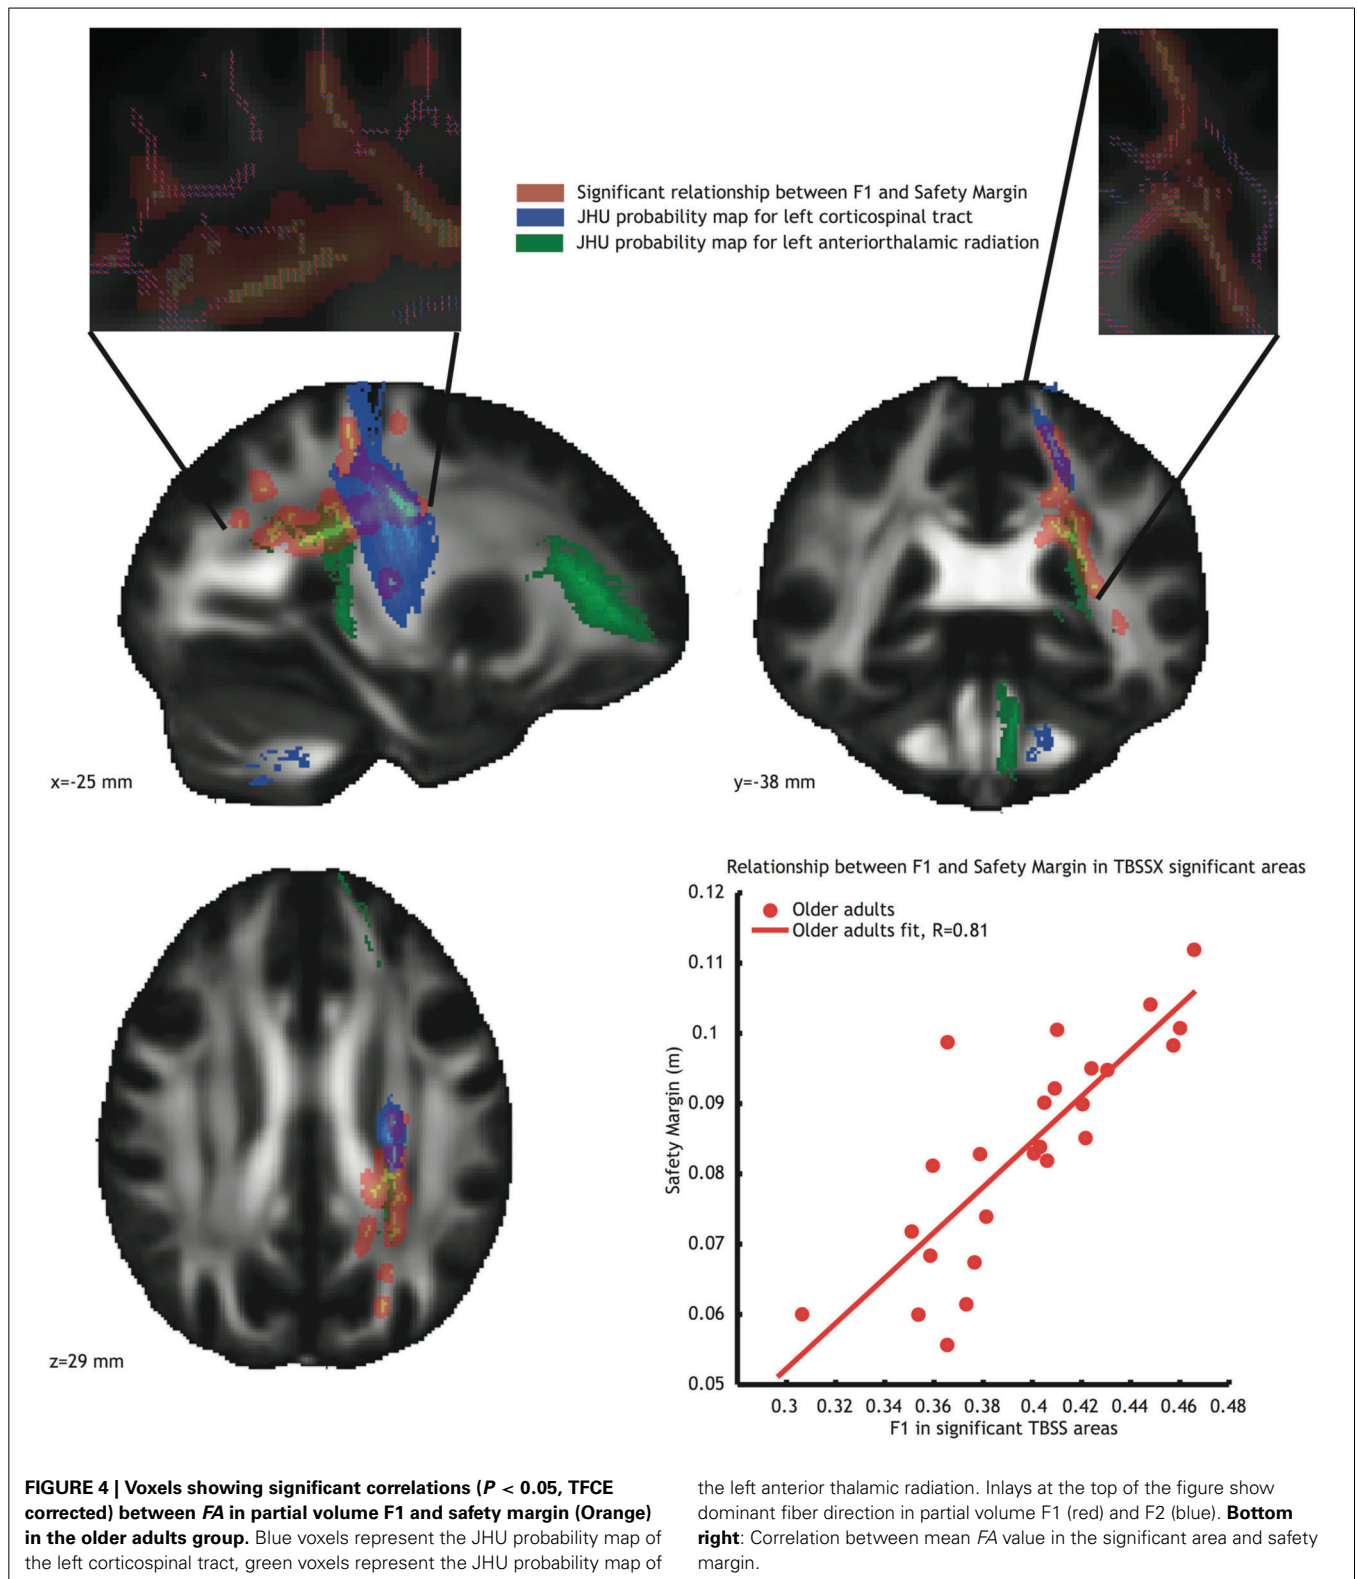 Significant relationship between F1 and Safety Margin
JHU probability map for left corticospinal tract
JHU probability map for left anteriorthalamic radiation
x=-25 mm
y=-38 mm
z=29 mm
Relationship between F1 and Safety Margin in TBSSX significant areas
Older adults
Older adults fit, R=0.81
Safety Margin (m)
0.12
0.11
0.1
0.09
0.08
0.07
0.06
0.05
0.3 0.32 0.34 0.36 0.38 0.4 0.42 0.44 0.46 0.48
F1 in significant TBSS areas
FIGURE 4 | Voxels showing significant correlations (P < 0.05, TFCE
corrected) between FA in partial volume F1 and safety margin (Orange)
in the older adults group. Blue voxels represent the JHU probability map of
the left corticospinal tract, green voxels represent the JHU probability map of
the left anterior thalamic radiation. Inlays at the top of the figure show
dominant fiber direction in partial volume F1 (red) and F2 (blue). Bottom
right: Correlation between mean FA value in the significant area and safety
margin.